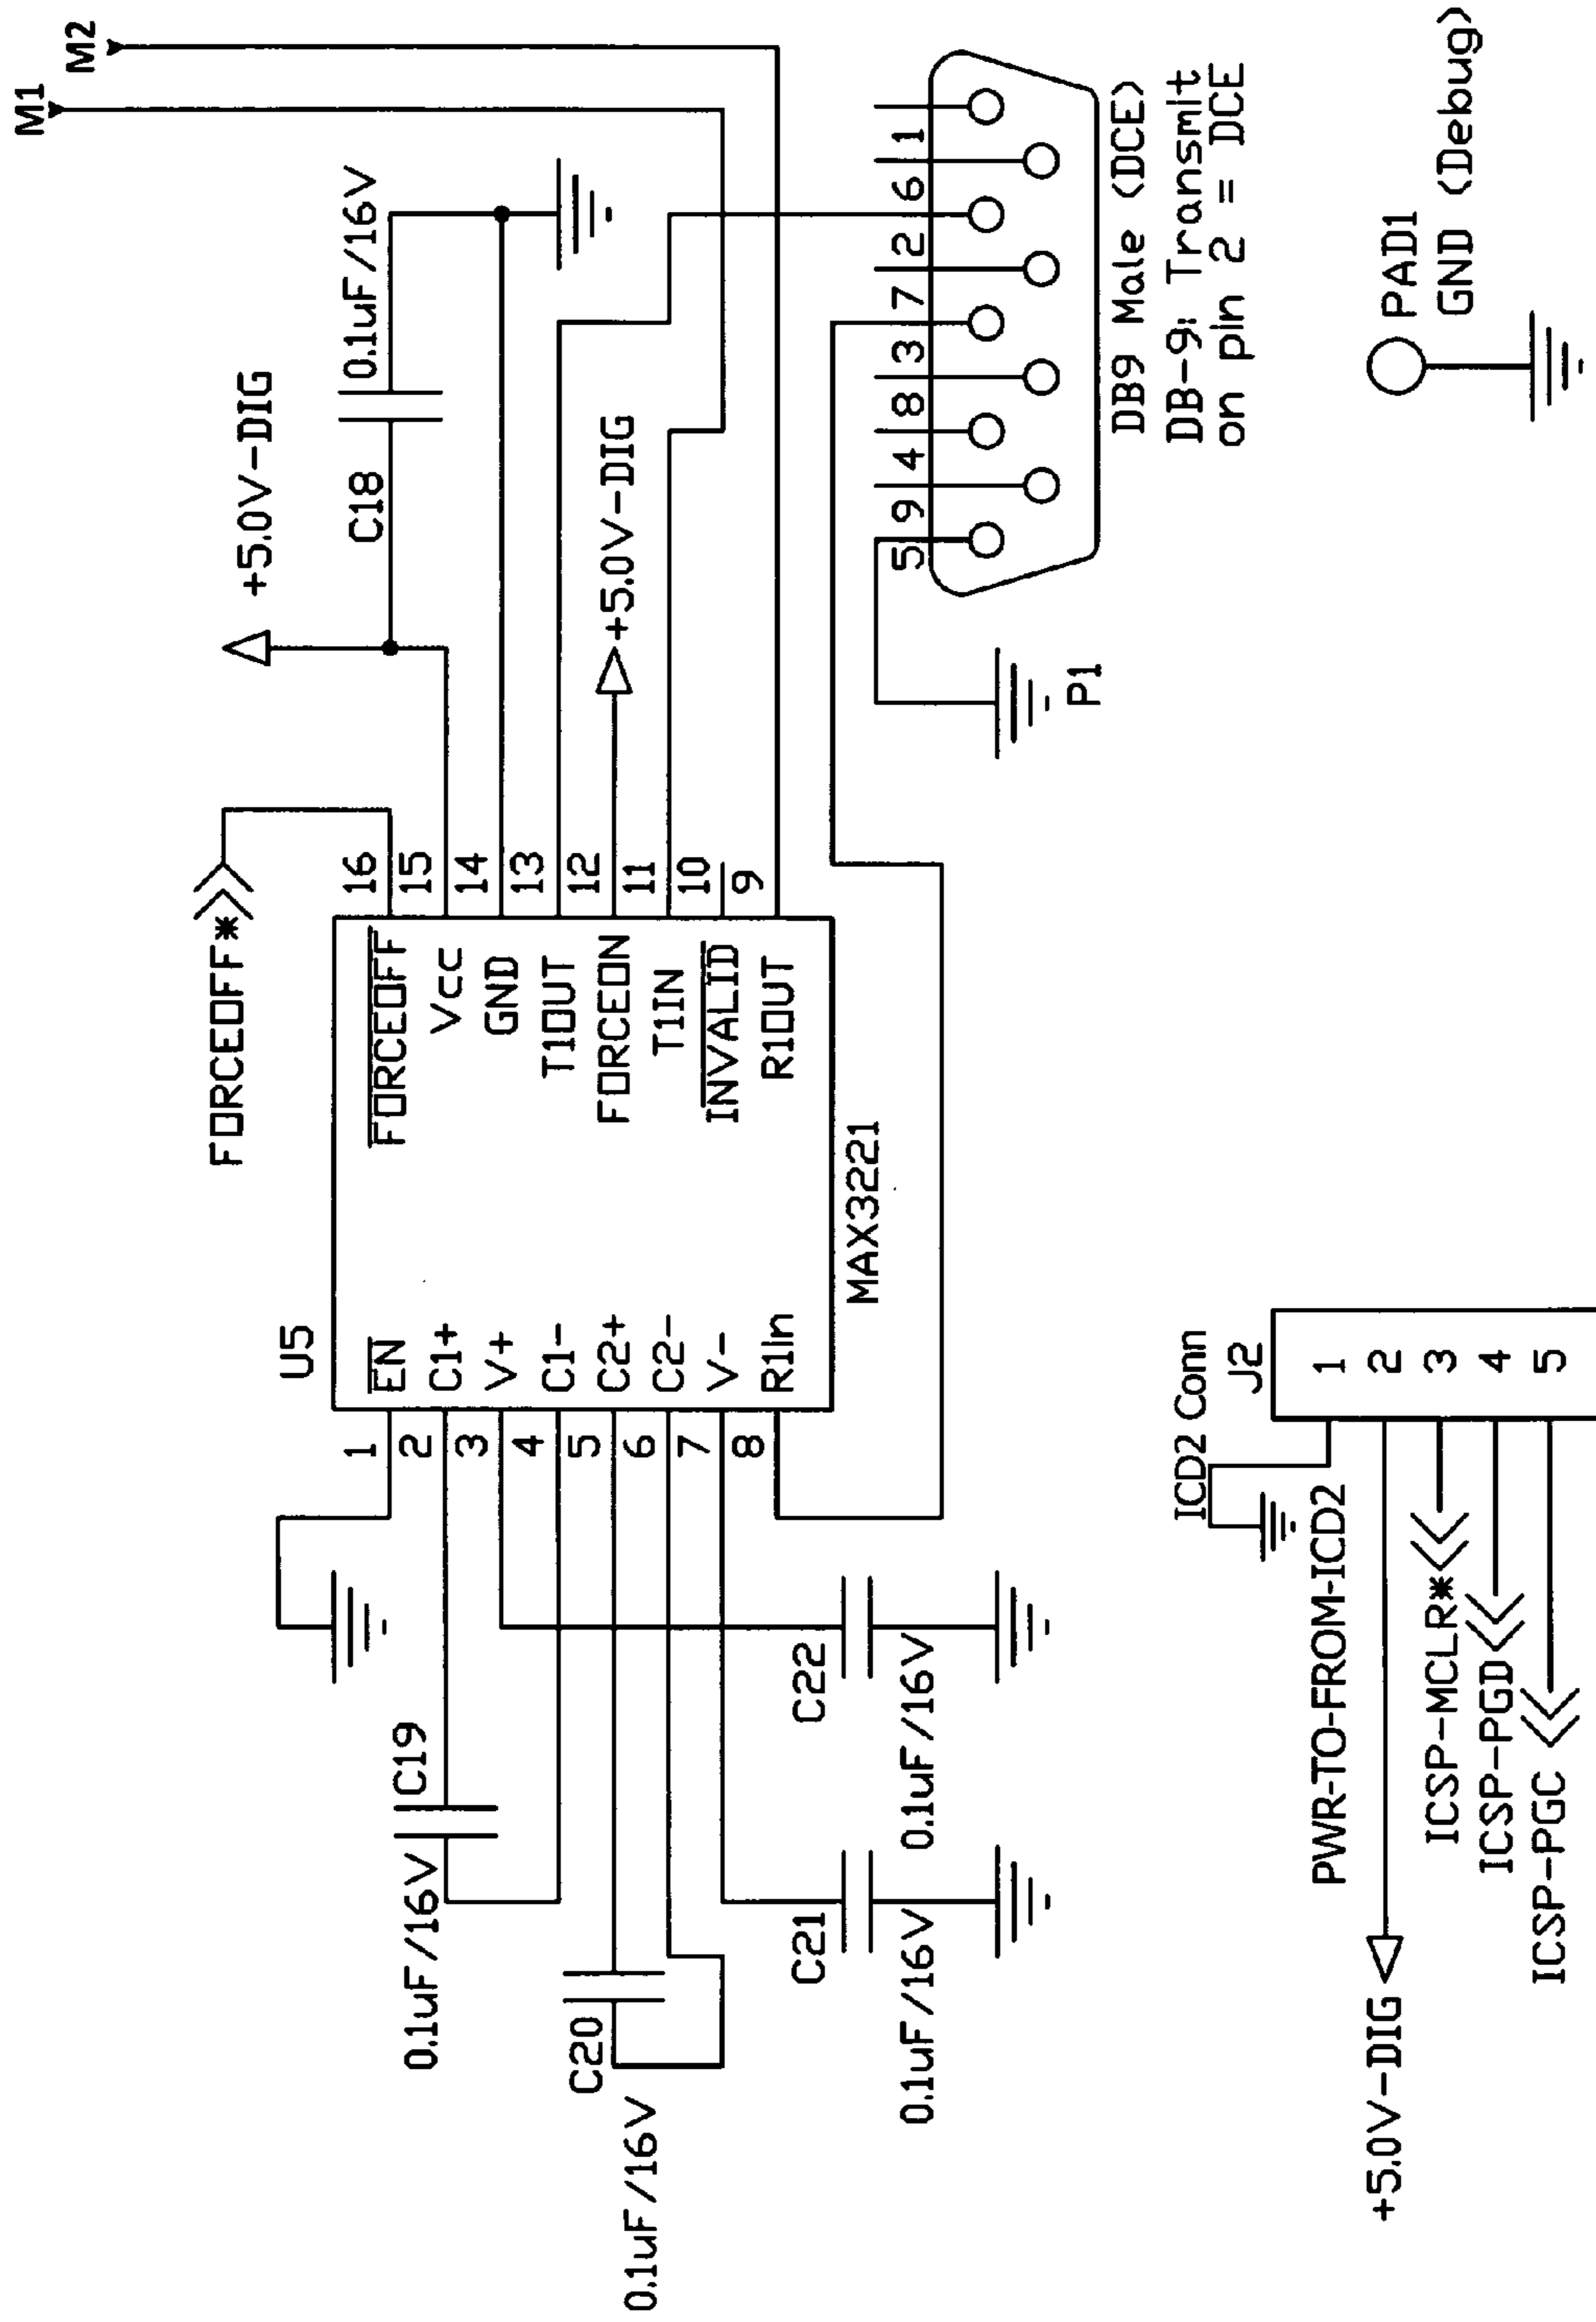 M1
M2
+5.0V-DIG
C18
0.1uF/16V
FORCEOFF*
U5
1
2
3
4
5
6
7
8
EN
C1+
V+
C1-
C2+
C2-
V-
R1In
FORCEOFF
Vcc
GND
T1OUT
FORCEON
T1IN
INVALID
R1OUT
16
15
14
13
12
11
10
9
MAX3221
+5.0V-DIG
C19
0.1uF/16V
C20
0.1uF/16V
C21
0.1uF/16V
C22
0.1uF/16V
5
9
4
8
3
7
2
6
1
P1
DB9 Male (DCE)
DB-9: Transmit
on pin 2 = DCE
ICD2 Conn
J2
1
2
3
4
5
PWR-TO-FROM-ICD2
+5.0V-DIG
ICSP-MCLR*
ICSP-PGD
ICSP-PGC
PAD1
GND (Debug)